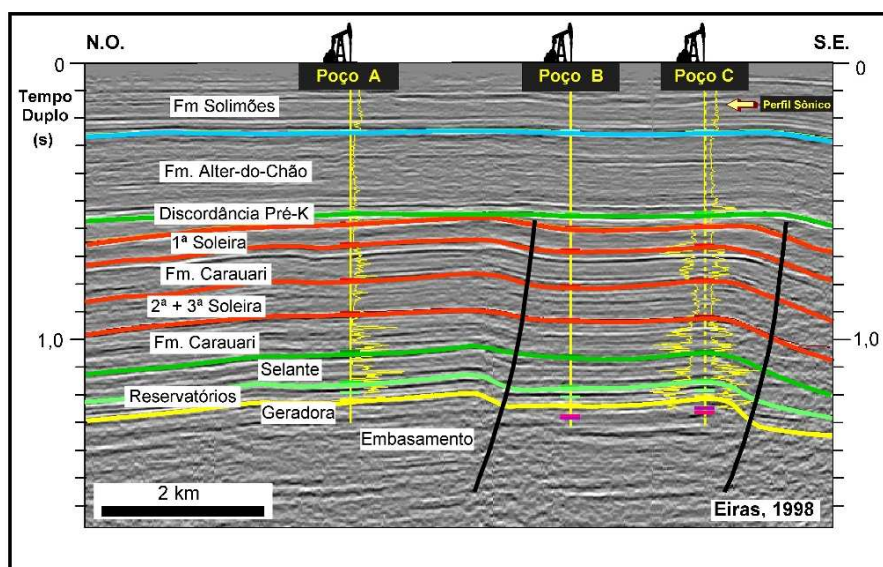 N.O.
S.E.
0
Poço A
Poço B
Poço C
0
Tempo
Duplo
(s)
Fm Solimões
Perfil Sônico
Fm. Alter-do-Chão
Discordância Pré-K
1ª Soleira
Fm. Carauari
2ª + 3ª Soleira
1,0
1,0
Fm. Carauari
Selante
Reservatórios
Geradora
Embasamento
2 km
Eiras, 1998